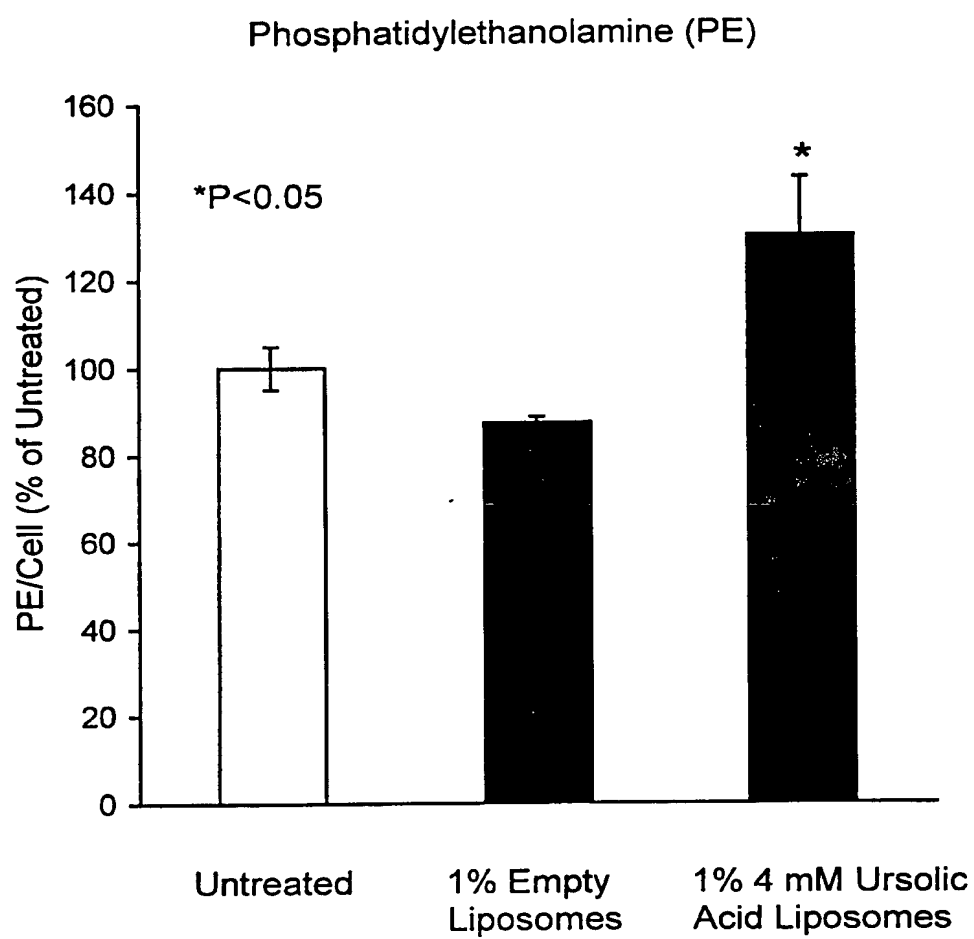 Phosphatidylethanolamine (PE)
160
*
140
*P<0.05
120
100
80
60
40
20
0
PE/Cell (% of Untreated)
Untreated
1% Empty
Liposomes
1% 4 mM Ursolic
Acid Liposomes